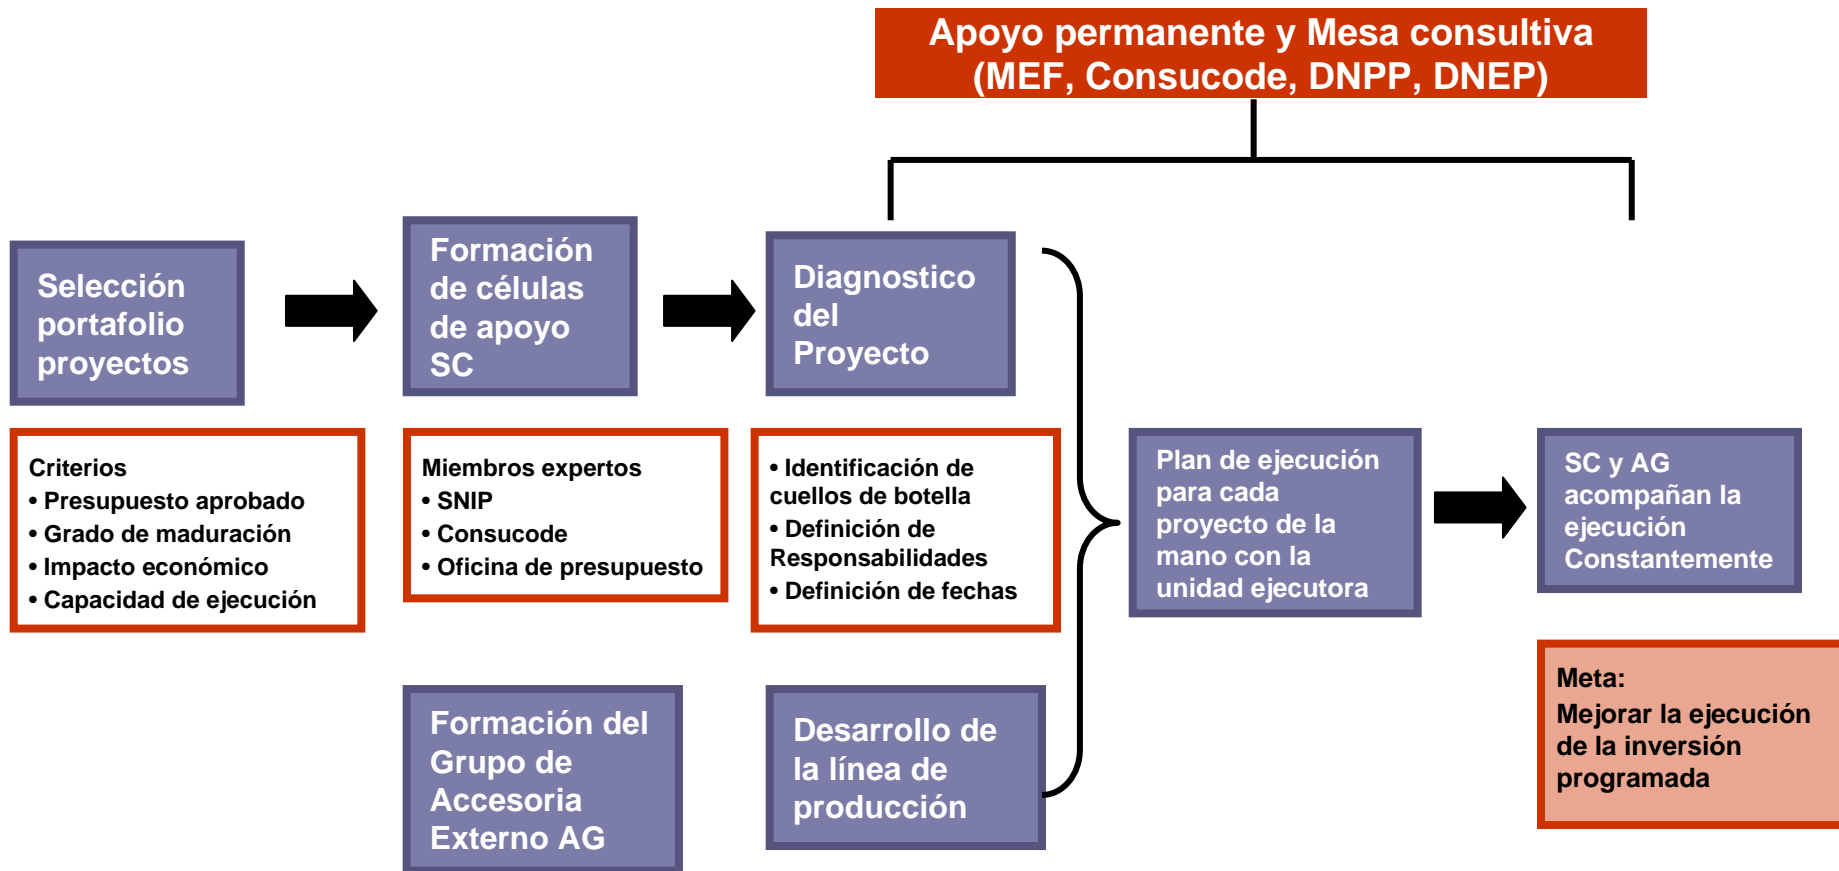 Apoyo permanente y Mesa consultiva
(MEF, Consucode, DNPP, DNEP)
Selección
portafolio
proyectos
Formación
de células
de apoyo
SC
Diagnostico
del
Proyecto
Criterios
• Presupuesto aprobado
• Grado de maduración
• Impacto económico
• Capacidad de ejecución
Miembros expertos
• SNIP
• Consucode
• Oficina de presupuesto
• Identificación de
cuellos de botella
• Definición de
Responsabilidades
• Definición de fechas
Plan de ejecución
para cada
proyecto de la
mano con la
unidad ejecutora
SC y AG
acompañan la
ejecución
Constantemente
Formación del
Grupo de
Accesoria
Externo AG
Desarrollo de
la línea de
producción
Meta:
Mejorar la ejecución
de la inversión
programada